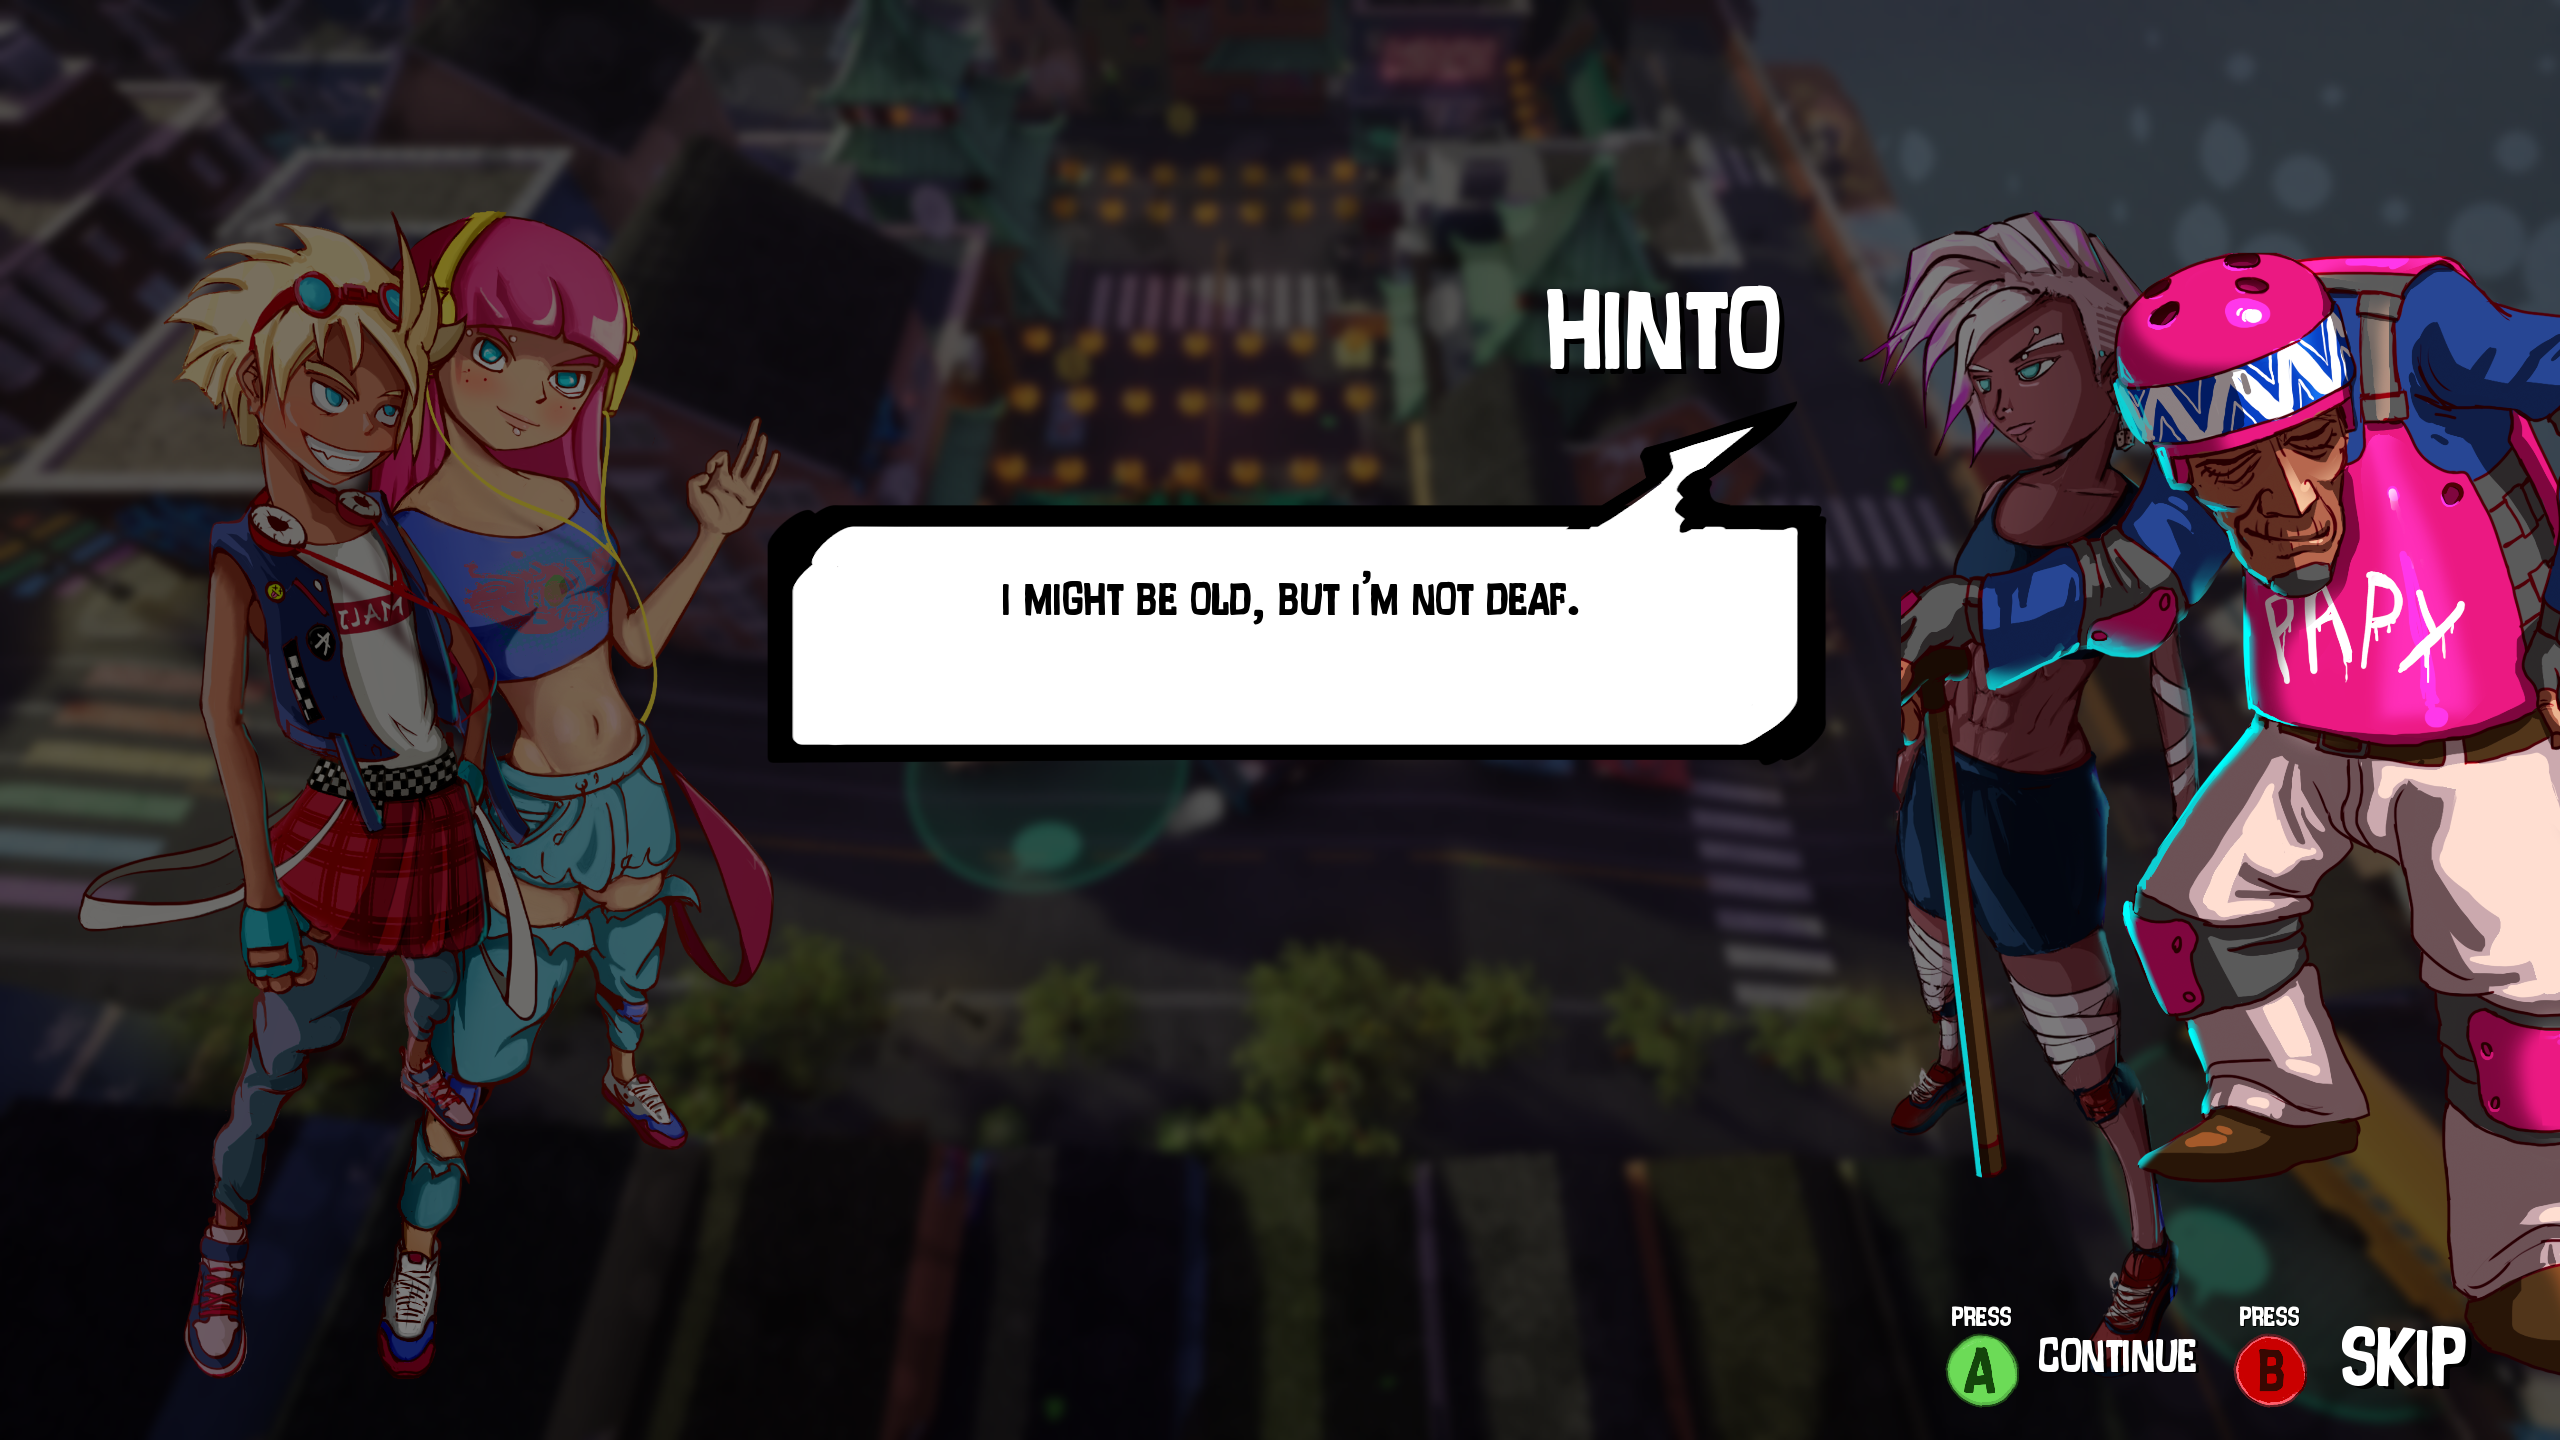 HINTO
I MIGHT BE OLD, BUT I'M NOT DEAF.
PAPY
PRESS
A CONTINUE
PRESS
B SKIP